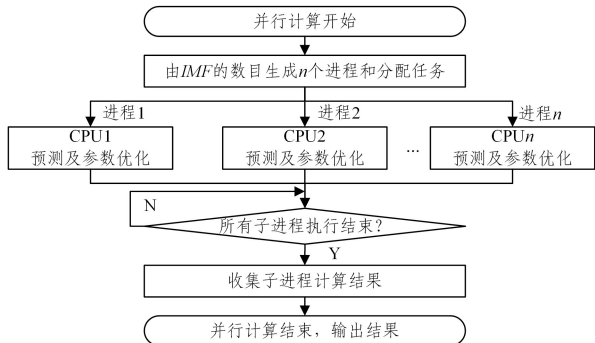 并行计算开始
由IMF的数目生成n个进程和分配任务
进程1
进程2
进程n
CPU1
预测及参数优化
CPU2
预测及参数优化
...
CPUn
预测及参数优化
N
所有子进程执行结束?
Y
收集子进程计算结果
并行计算结束，输出结果